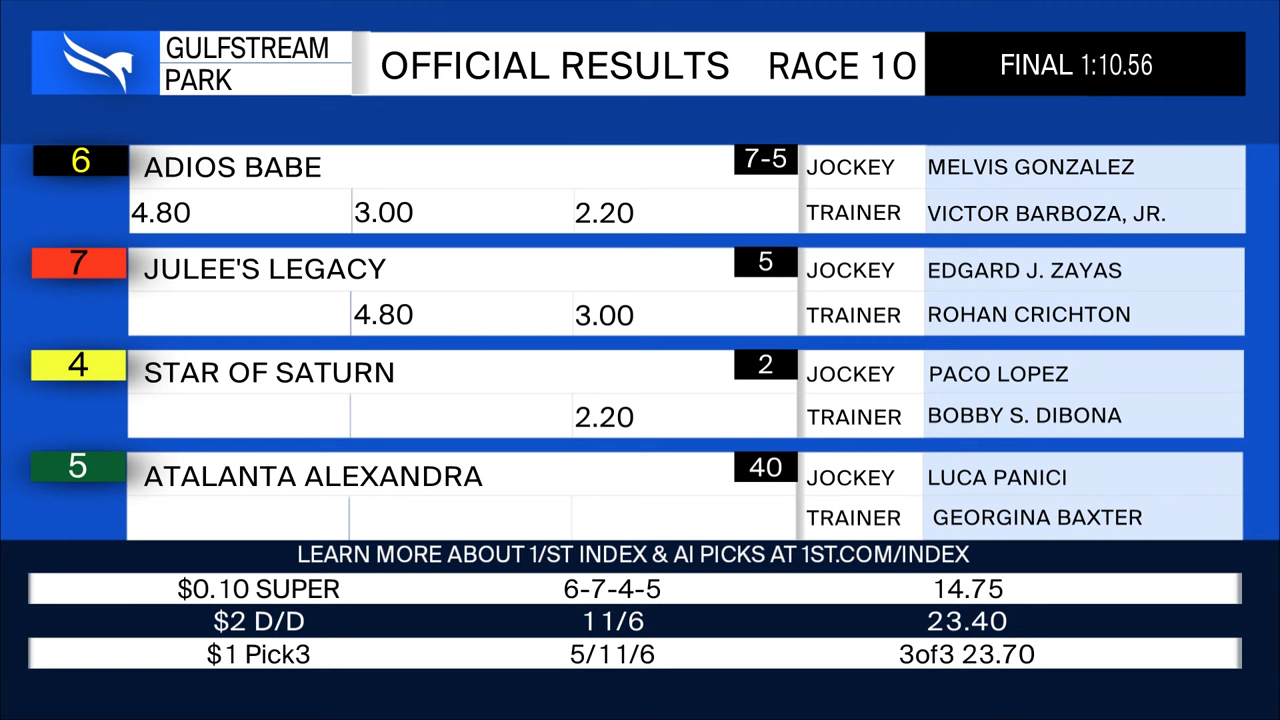 GULFSTREAM
PARK
OFFICIAL RESULTS RACE 10 FINAL 1:10.56
6 ADIOS BABE 7-5 JOCKEY MELVIS GONZALEZ
4.80 3.00 2.20 TRAINER VICTOR BARBOZA, JR.
7 JULEE'S LEGACY 5 JOCKEY EDGARD J. ZAYAS
4.80 3.00 TRAINER ROHAN CRICHTON
4 STAR OF SATURN 2 JOCKEY PACO LOPEZ
2.20 TRAINER BOBBY S. DIBONA
5 ATALANTA ALEXANDRA 40 JOCKEY LUCA PANICI
TRAINER GEORGINA BAXTER
LEARN MORE ABOUT 1/ST INDEX & AI PICKS AT 1ST.COM/INDEX
$0.10 SUPER 6-7-4-5 14.75
$2 D/D 11/6 23.40
$1 Pick3 5/11/6 3of3 23.70